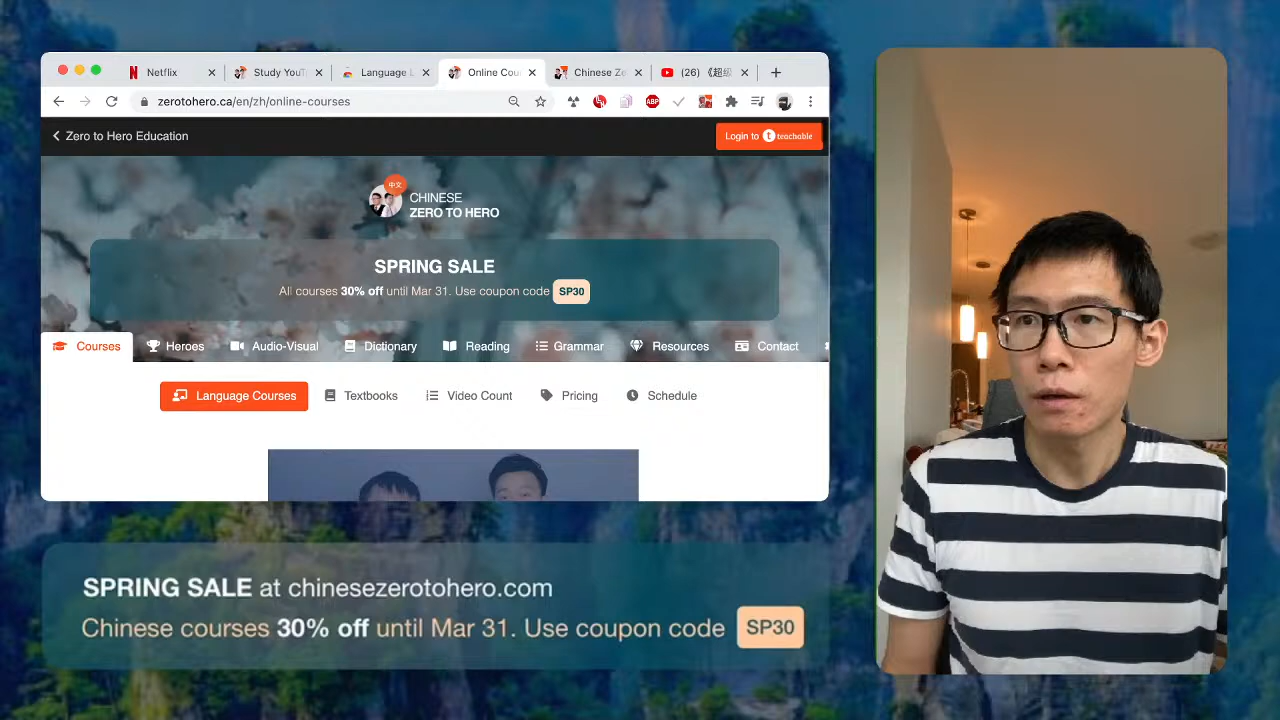 Netflix
Study YouT
Language L
Online Cou
Chinese Ze
(26) 《超級
zerotohero.ca/en/zh/online-courses
ABP
Zero to Hero Education
Login to teachable
中文
CHINESE
ZERO TO HERO
SPRING SALE
All courses 30% off until Mar 31. Use coupon code SP30
Courses
Heroes
Audio-Visual
Dictionary
Reading
Grammar
Resources
Contact
Language Courses
Textbooks
Video Count
Pricing
Schedule
SPRING SALE at chinesezerotohero.com
Chinese courses 30% off until Mar 31. Use coupon code SP30